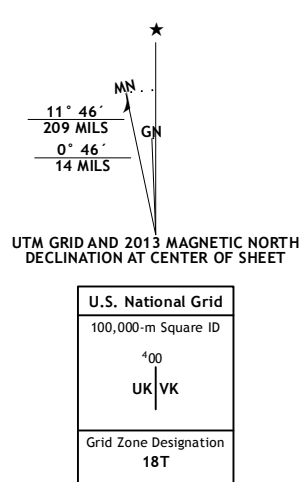 ★
MN
11° 46´
209 MILS
GN
0° 46´
14 MILS
UTM GRID AND 2013 MAGNETIC NORTH
DECLINATION AT CENTER OF SHEET
U.S. National Grid
100,000-m Square ID
⁴00
UK VK
Grid Zone Designation
18T